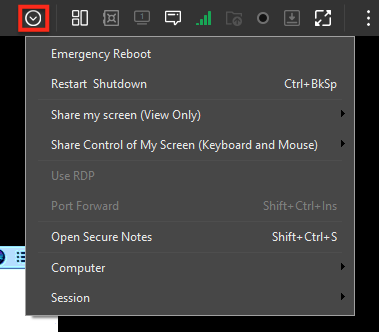 1
Emergency Reboot
Restart Shutdown Ctrl+BkSp
Share my screen (View Only)
Share Control of My Screen (Keyboard and Mouse)
Use RDP
Port Forward Shift+Ctrl+Ins
Open Secure Notes Shift+Ctrl+S
Computer
Session